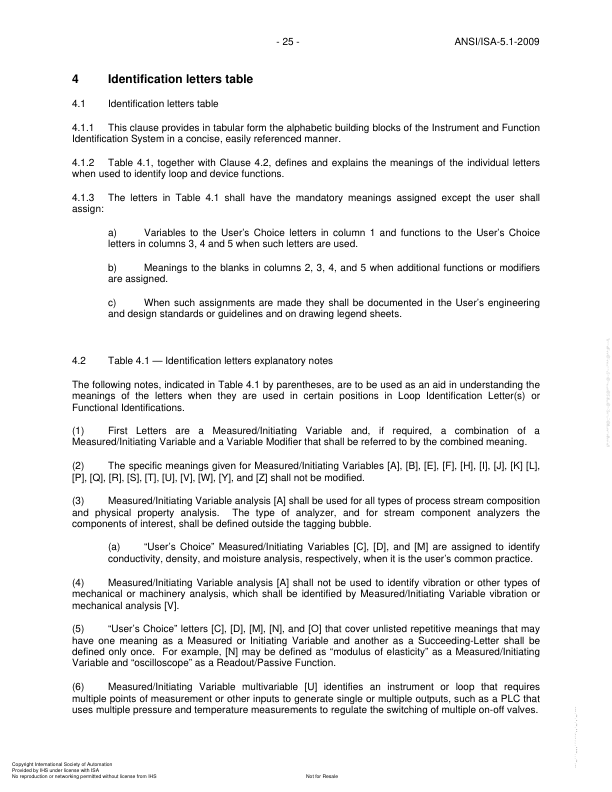 - 25 -
ANSI/ISA-5.1-2009
4 Identification letters table
4.1 Identification letters table
4.1.1 This clause provides in tabular form the alphabetic building blocks of the Instrument and Function
Identification System in a concise, easily referenced manner.
4.1.2 Table 4.1, together with Clause 4.2, defines and explains the meanings of the individual letters
when used to identify loop and device functions.
4.1.3 The letters in Table 4.1 shall have the mandatory meanings assigned except the user shall
assign:
a) Variables to the User’s Choice letters in column 1 and functions to the User’s Choice
letters in columns 3, 4 and 5 when such letters are used.
b) Meanings to the blanks in columns 2, 3, 4, and 5 when additional functions or modifiers
are assigned.
c) When such assignments are made they shall be documented in the User’s engineering
and design standards or guidelines and on drawing legend sheets.
4.2 Table 4.1 — Identification letters explanatory notes
The following notes, indicated in Table 4.1 by parentheses, are to be used as an aid in understanding the
meanings of the letters when they are used in certain positions in Loop Identification Letter(s) or
Functional Identifications.
(1) First Letters are a Measured/Initiating Variable and, if required, a combination of a
Measured/Initiating Variable and a Variable Modifier that shall be referred to by the combined meaning.
(2) The specific meanings given for Measured/Initiating Variables [A], [B], [E], [F], [H], [I], [J], [K] [L],
[P], [Q], [R], [S], [T], [U], [V], [W], [Y], and [Z] shall not be modified.
(3) Measured/Initiating Variable analysis [A] shall be used for all types of process stream composition
and physical property analysis. The type of analyzer, and for stream component analyzers the
components of interest, shall be defined outside the tagging bubble.
(a) “User’s Choice” Measured/Initiating Variables [C], [D], and [M] are assigned to identify
conductivity, density, and moisture analysis, respectively, when it is the user’s common practice.
(4) Measured/Initiating Variable analysis [A] shall not be used to identify vibration or other types of
mechanical or machinery analysis, which shall be identified by Measured/Initiating Variable vibration or
mechanical analysis [V].
(5) “User’s Choice” letters [C], [D], [M], [N], and [O] that cover unlisted repetitive meanings that may
have one meaning as a Measured or Initiating Variable and another as a Succeeding-Letter shall be
defined only once. For example, [N] may be defined as “modulus of elasticity” as a Measured/Initiating
Variable and “oscilloscope” as a Readout/Passive Function.
(6) Measured/Initiating Variable multivariable [U] identifies an instrument or loop that requires
multiple points of measurement or other inputs to generate single or multiple outputs, such as a PLC that
uses multiple pressure and temperature measurements to regulate the switching of multiple on-off valves.
Copyright International Society of Automation
Provided by IHS under license with ISA
No reproduction or networking permitted without license from IHS
Not for Resale